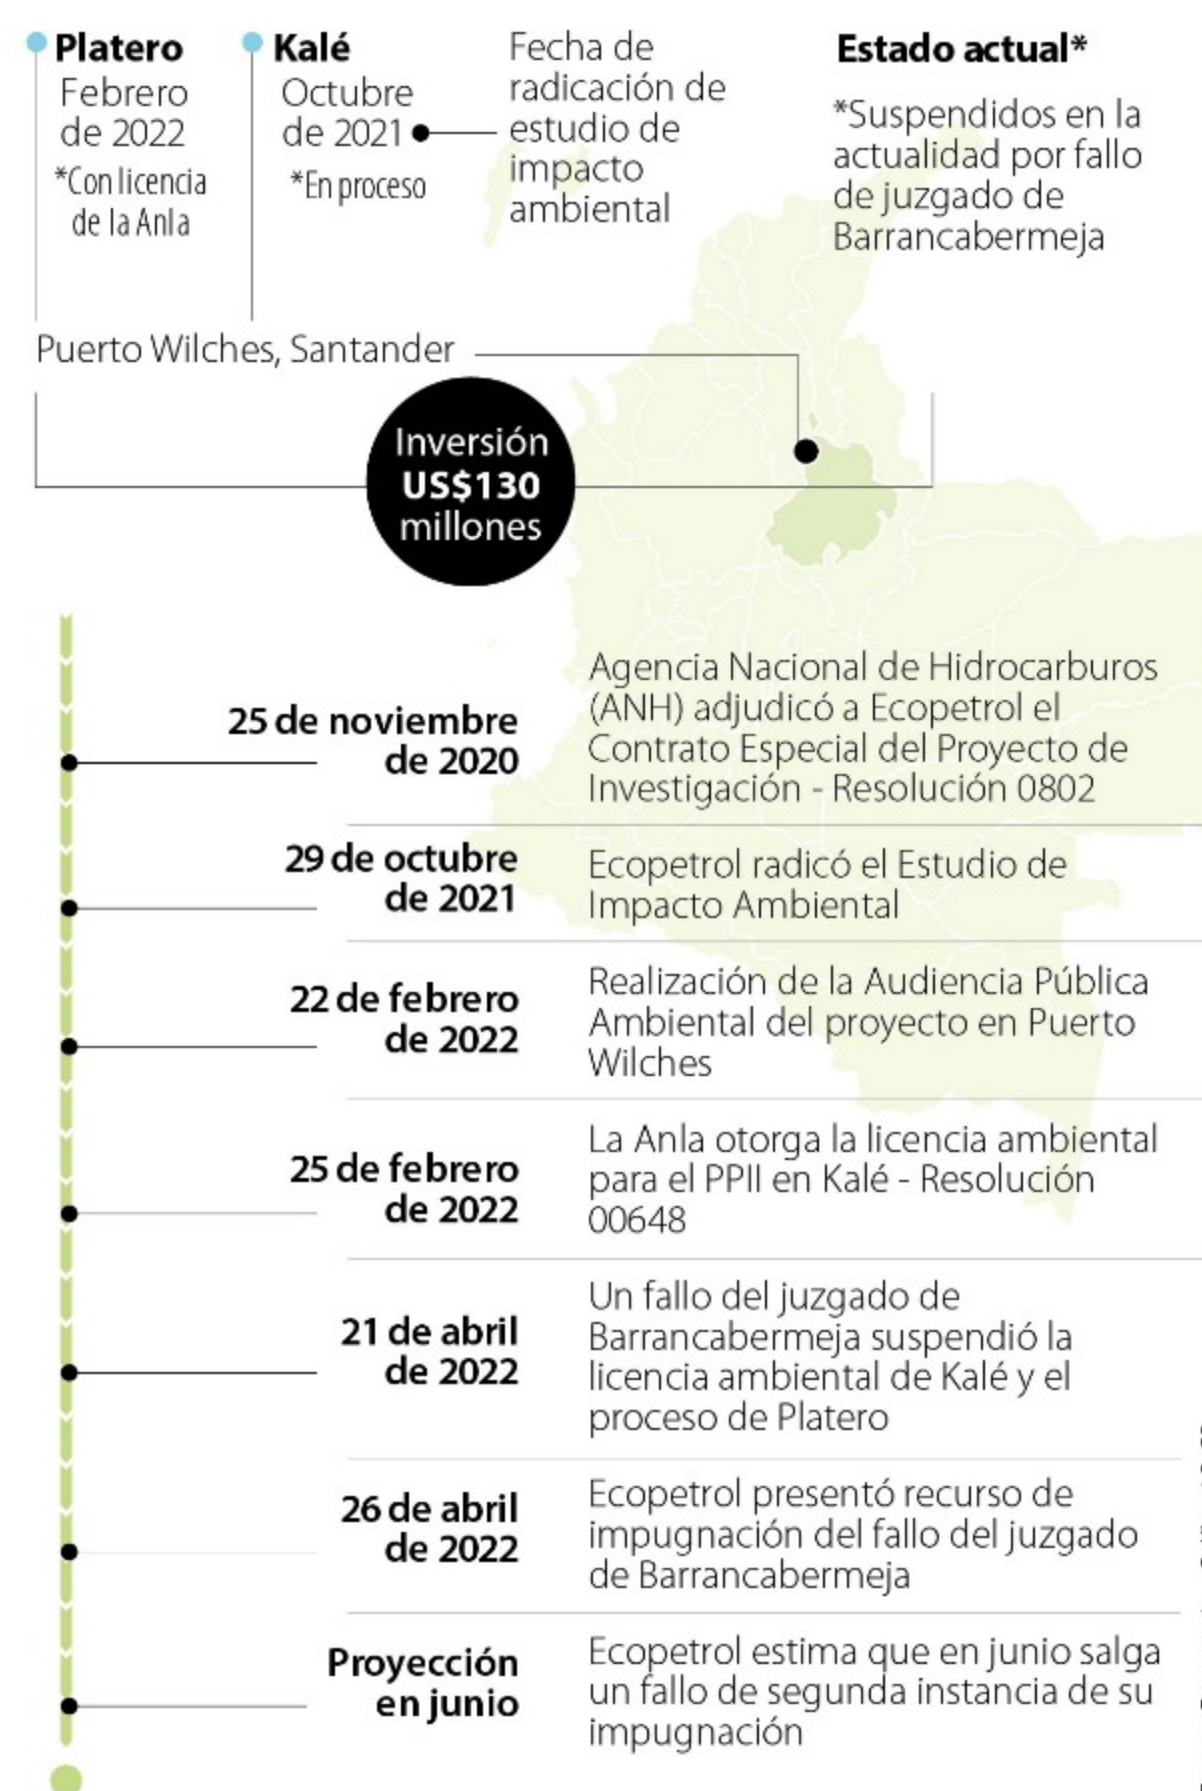 Platero
Febrero
de 2022
*Con licencia
de la Anla
Kalé
Octubre
de 2021
*En proceso
Fecha de
radicación de
estudio de
impacto
ambiental
Estado actual*
*Suspendidos en la
actualidad por fallo
de juzgado de
Barrancabermeja
Puerto Wilches, Santander
Inversión
US$130
millones
25 de noviembre
de 2020
Agencia Nacional de Hidrocarburos
(ANH) adjudicó a Ecopetrol el
Contrato Especial del Proyecto de
Investigación - Resolución 0802
29 de octubre
de 2021
Ecopetrol radicó el Estudio de
Impacto Ambiental
22 de febrero
de 2022
Realización de la Audiencia Pública
Ambiental del proyecto en Puerto
Wilches
25 de febrero
de 2022
La Anla otorga la licencia ambiental
para el PPII en Kalé - Resolución
00648
21 de abril
de 2022
Un fallo del juzgado de
Barrancabermeja suspendió la
licencia ambiental de Kalé y el
proceso de Platero
26 de abril
de 2022
Ecopetrol presentó recurso de
impugnación del fallo del juzgado
de Barrancabermeja
Proyección
en junio
Ecopetrol estima que en junio salga
un fallo de segunda instancia de su
impugnación